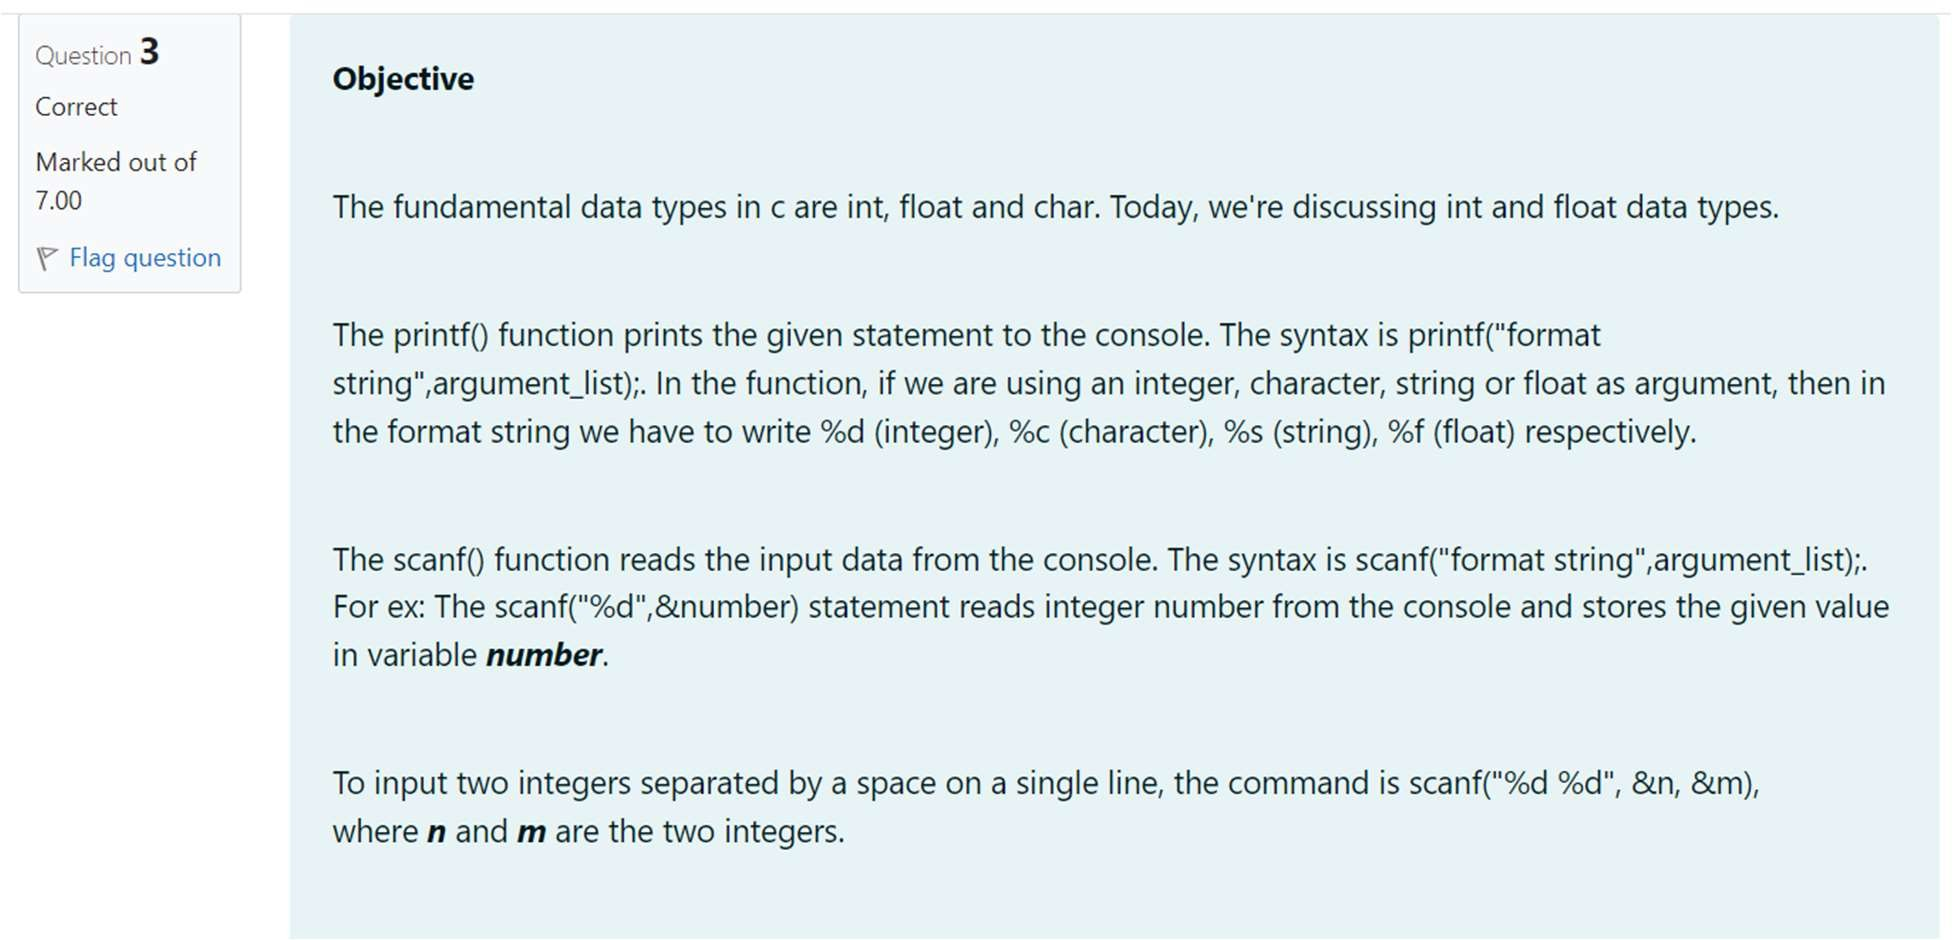 Question 3
Correct
Marked out of
7.00
Flag question
Objective
The fundamental data types in c are int, float and char. Today, we're discussing int and float data types.
The printf() function prints the given statement to the console. The syntax is printf("format
string",argument_list);. In the function, if we are using an integer, character, string or float as argument, then in
the format string we have to write %d (integer), %c (character), %s (string), %f (float) respectively.
The scanf() function reads the input data from the console. The syntax is scanf("format string",argument_list);.
For ex: The scanf("%d",&number) statement reads integer number from the console and stores the given value
in variable number.
To input two integers separated by a space on a single line, the command is scanf("%d %d", &n, &m),
where n and m are the two integers.